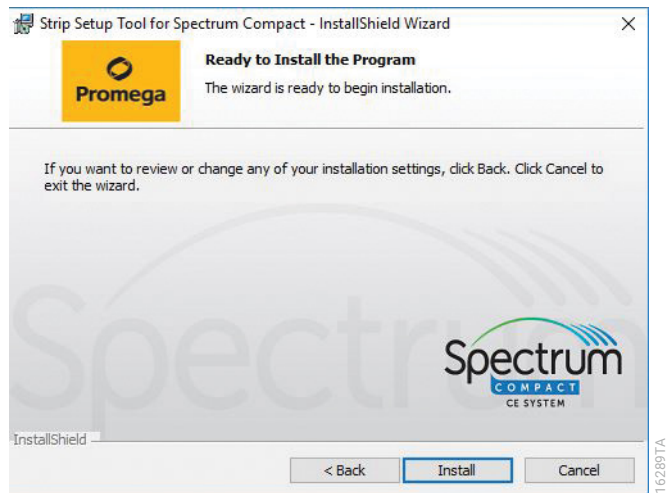 Strip Setup Tool for Spectrum Compact - InstallShield Wizard
Promega
Ready to Install the Program
The wizard is ready to begin installation.
If you want to review or change any of your installation settings, click Back. Click Cancel to
exit the wizard.
Spectrum
Spectrum
COMPACT
CE SYSTEM
InstallShield
< Back
Install
Cancel
16289TA